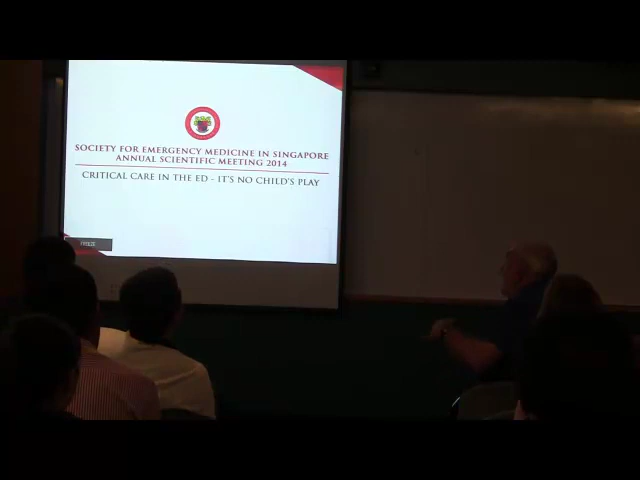 SOCIETY FOR EMERGENCY MEDICINE IN SINGAPORE
ANNUAL SCIENTIFIC MEETING 2014
CRITICAL CARE IN THE ED - IT'S NO CHILD'S PLAY
FREEZE